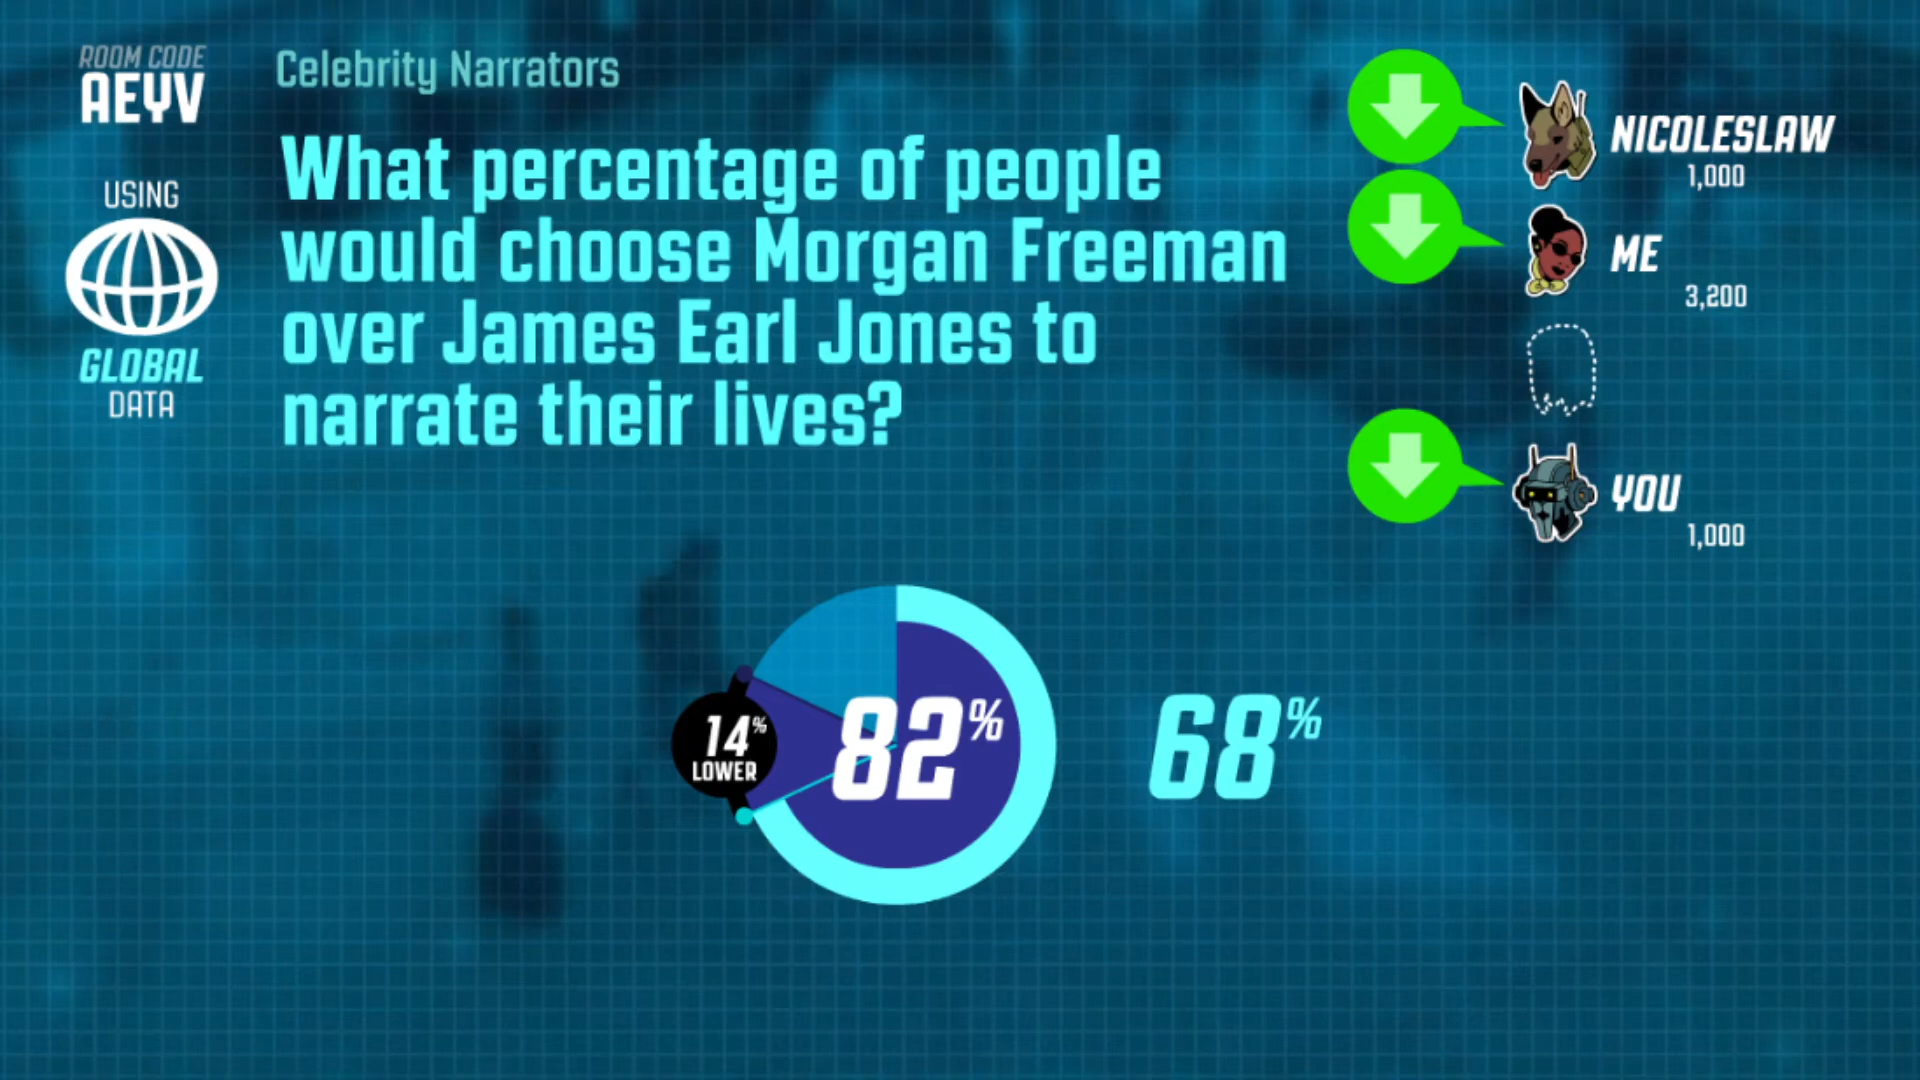 ROOM CODE
AEYV
USING
GLOBAL
DATA
Celebrity Narrators
What percentage of people
would choose Morgan Freeman
over James Earl Jones to
narrate their lives?
NICOLESLAW
1,000
ME
3,200
YOU
1,000
14%
LOWER
82%
68%